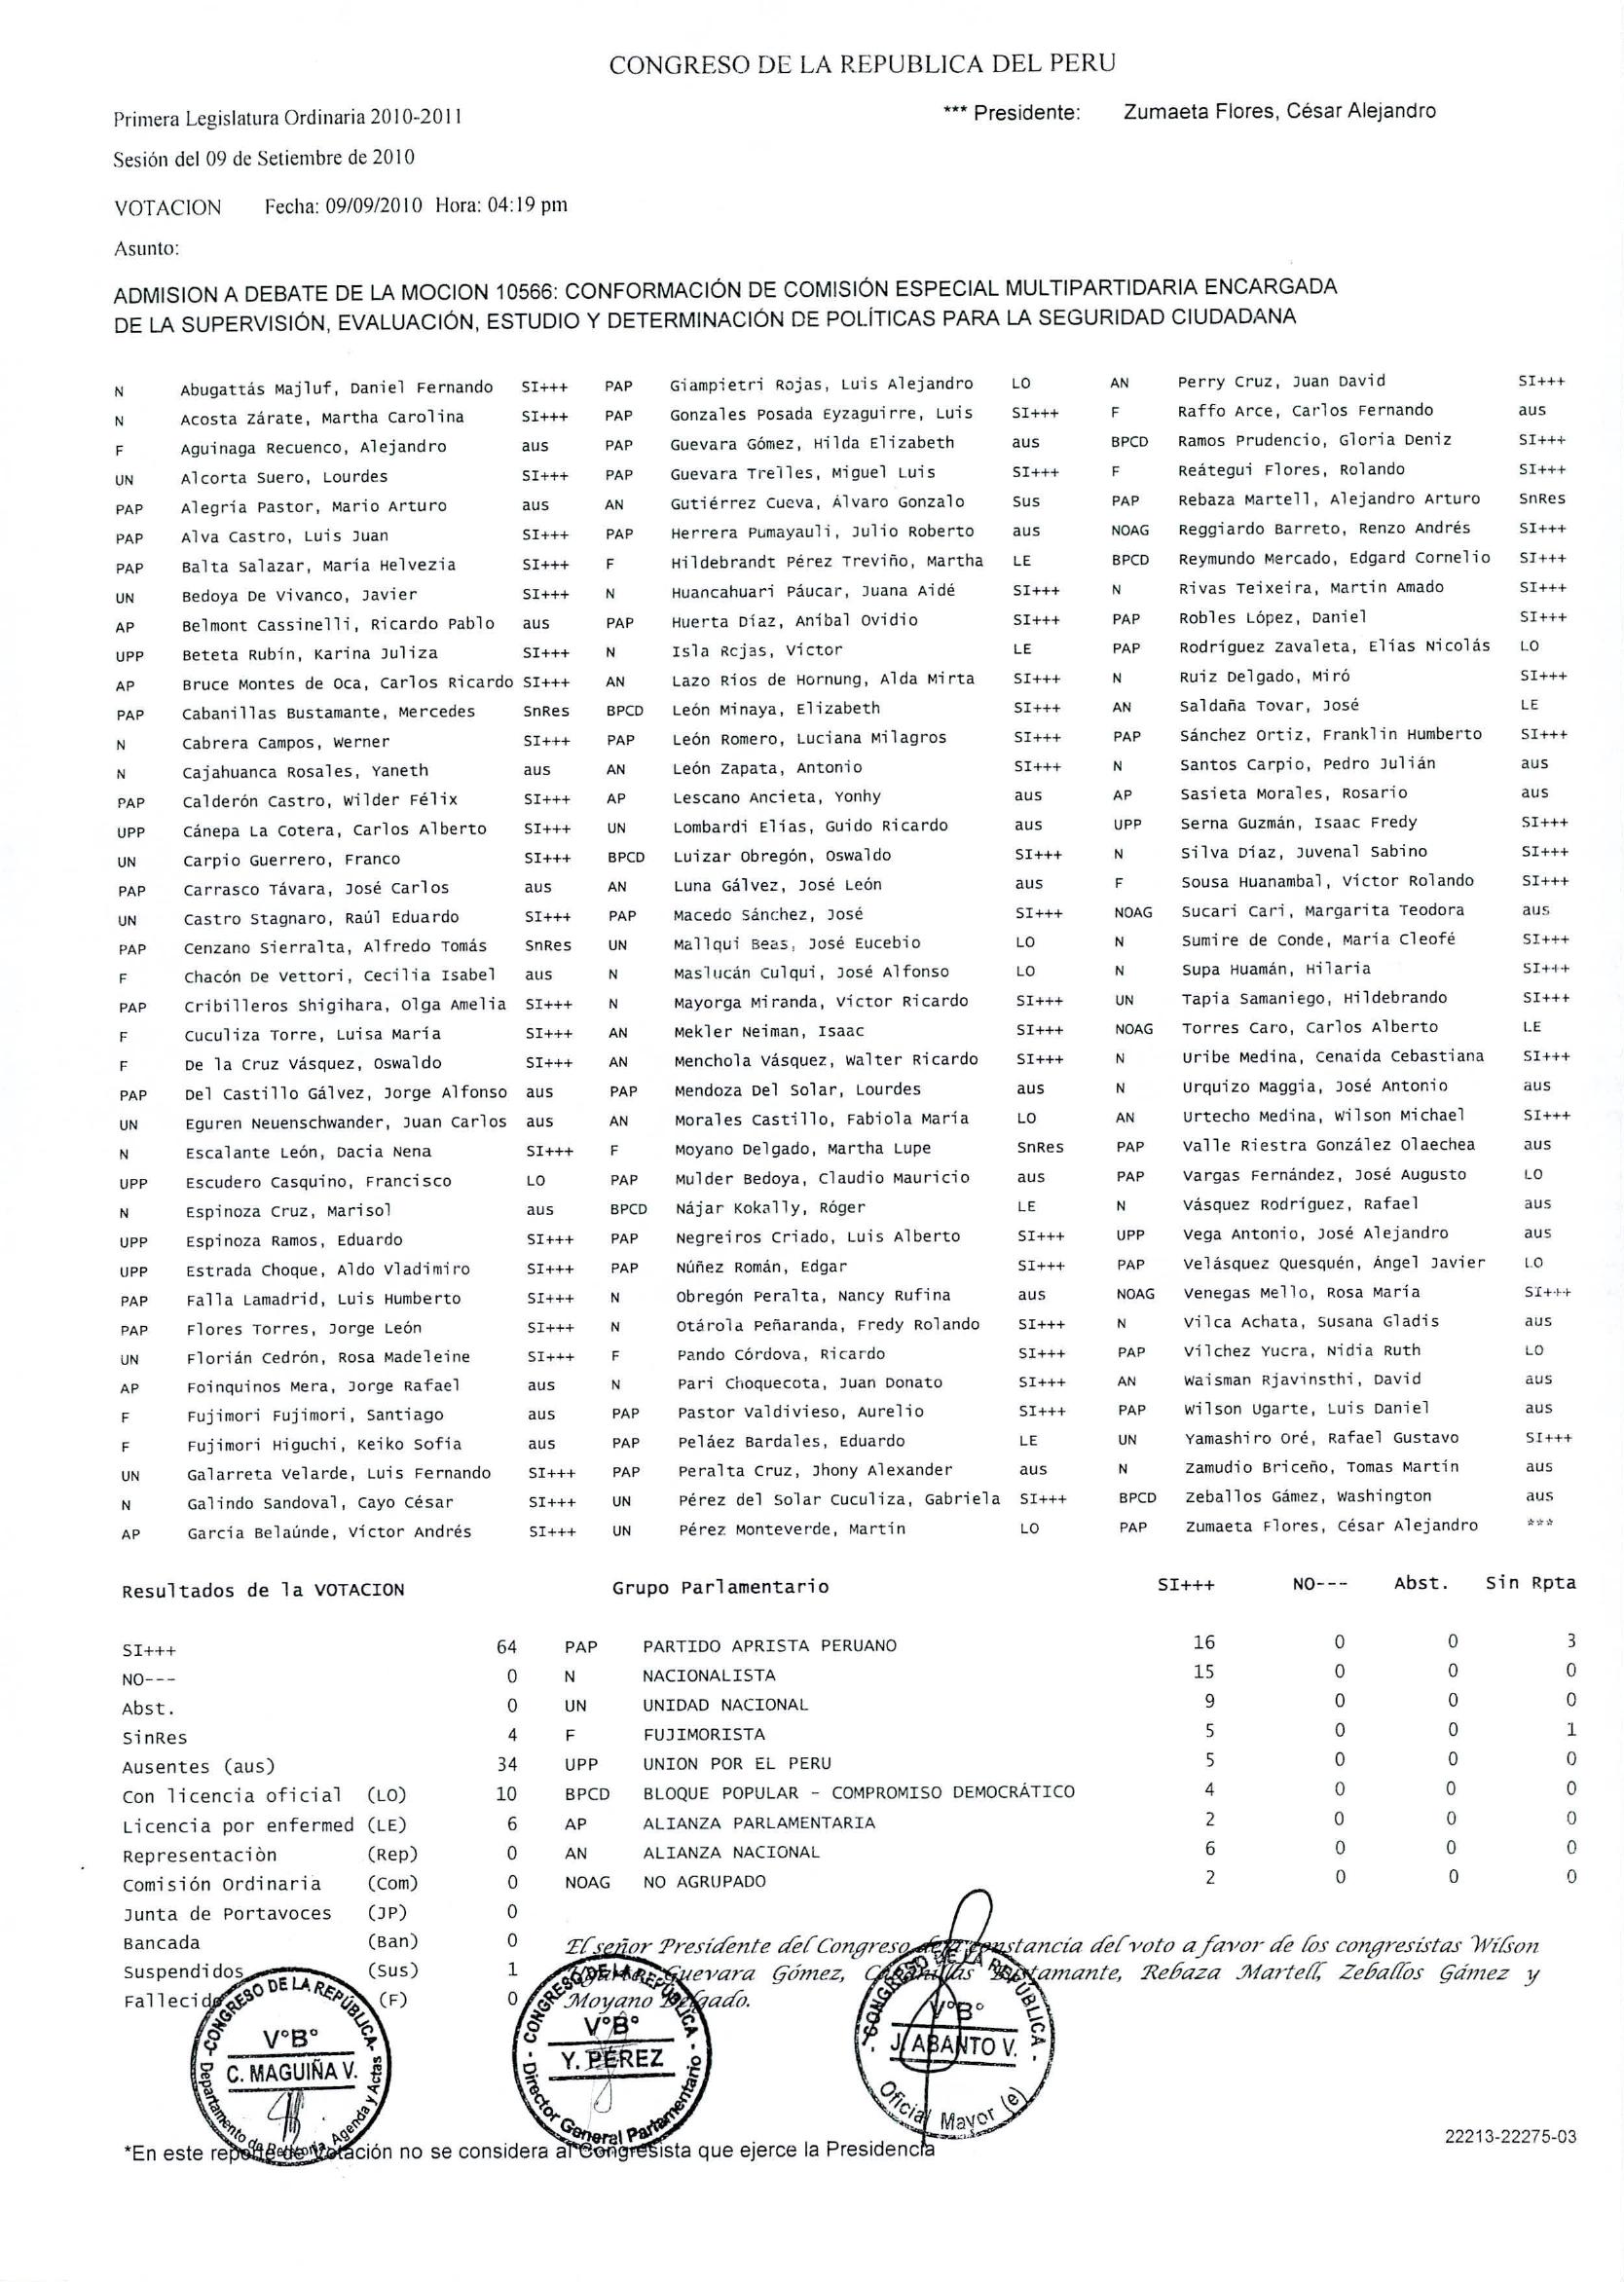 CONGRESO DE LA REPUBLICA DEL PERU
Primera Legislatura Ordinaria 2010-2011 *** Presidente: Zumaeta Flores, César Alejandro
Sesión del 09 de Setiembre de 2010
VOTACION Fecha: 09/09/2010 Hora: 04:19 pm
Asunto:
ADMISION A DEBATE DE LA MOCION 10566: CONFORMACIÓN DE COMISIÓN ESPECIAL MULTIPARTIDARIA ENCARGADA
DE LA SUPERVISIÓN, EVALUACIÓN, ESTUDIO Y DETERMINACIÓN DE POLÍTICAS PARA LA SEGURIDAD CIUDADANA
N Abugattás Majluf, Daniel Fernando SI+++ PAP Giampietri Rojas, Luis Alejandro LO AN Perry Cruz, Juan David SI+++
N Acosta Zárate, Martha Carolina SI+++ PAP Gonzales Posada Eyzaguirre, Luis SI+++ F Raffo Arce, Carlos Fernando aus
F Aguinaga Recuenco, Alejandro aus PAP Guevara Gómez, Hilda Elizabeth aus BPCD Ramos Prudencio, Gloria Deniz SI+++
UN Alcorta Suero, Lourdes SI+++ PAP Guevara Trelles, Miguel Luis SI+++ F Reátegui Flores, Rolando SI+++
PAP Alegría Pastor, Mario Arturo aus AN Gutiérrez Cueva, Álvaro Gonzalo Sus PAP Rebaza Martell, Alejandro Arturo SnRes
PAP Alva Castro, Luis Juan SI+++ PAP Herrera Pumayauli, Julio Roberto aus NOAG Reggiardo Barreto, Renzo Andrés SI+++
PAP Balta Salazar, María Helvezia SI+++ F Hildebrandt Pérez Treviño, Martha LE BPCD Reymundo Mercado, Edgard Cornelio SI+++
UN Bedoya De Vivanco, Javier SI+++ N Huancahuari Páucar, Juana Aidé SI+++ N Rivas Teixeira, Martin Amado SI+++
AP Belmont Cassinelli, Ricardo Pablo aus PAP Huerta Díaz, Aníbal Ovidio SI+++ PAP Robles López, Daniel SI+++
UPP Beteta Rubín, Karina Juliza SI+++ N Isla Rojas, Víctor LE PAP Rodríguez Zavaleta, Elías Nicolás LO
AP Bruce Montes de Oca, Carlos Ricardo SI+++ AN Lazo Ríos de Hornung, Alda Mirta SI+++ N Ruiz Delgado, Miró SI+++
PAP Cabanillas Bustamante, Mercedes SnRes BPCD León Minaya, Elizabeth SI+++ AN Saldaña Tovar, José LE
N Cabrera Campos, Werner SI+++ PAP León Romero, Luciana Milagros SI+++ PAP Sánchez Ortiz, Franklin Humberto SI+++
N Cajahuanca Rosales, Yaneth aus AN León Zapata, Antonio SI+++ N Santos Carpio, Pedro Julián aus
PAP Calderón Castro, Wilder Félix SI+++ AP Lescano Ancieta, Yonhy aus AP Sasieta Morales, Rosario aus
UPP Cánepa La Cotera, Carlos Alberto SI+++ UN Lombardi Elías, Guido Ricardo aus UPP Serna Guzmán, Isaac Fredy SI+++
UN Carpio Guerrero, Franco SI+++ BPCD Luizar Obregón, Oswaldo SI+++ N Silva Díaz, Juvenal Sabino SI+++
PAP Carrasco Távara, José Carlos aus AN Luna Gálvez, José León aus F Sousa Huanambal, Víctor Rolando SI+++
UN Castro Stagnaro, Raúl Eduardo SI+++ PAP Macedo Sánchez, José SI+++ NOAG Sucari Cari, Margarita Teodora aus
PAP Cenzano Sierralta, Alfredo Tomás SnRes UN Mallqui Beas, José Eucebio LO N Sumire de Conde, María Cleofé SI+++
F Chacón De Vettori, Cecilia Isabel aus N Maslucán Culqui, José Alfonso LO N Supa Huamán, Hilaria SI+++
PAP Cribilleros Shigihara, Olga Amelia SI+++ N Mayorga Miranda, Víctor Ricardo SI+++ UN Tapia Samaniego, Hildebrando SI+++
F Cuculiza Torre, Luisa María SI+++ AN Mekler Neiman, Isaac SI+++ NOAG Torres Caro, Carlos Alberto LE
F De la Cruz Vásquez, Oswaldo SI+++ AN Menchola Vásquez, Walter Ricardo SI+++ N Uribe Medina, Cenaida Cebastiana SI+++
PAP Del Castillo Gálvez, Jorge Alfonso aus PAP Mendoza Del Solar, Lourdes aus N Urquizo Maggia, José Antonio aus
UN Eguren Neuenschwander, Juan Carlos aus AN Morales Castillo, Fabiola María LO AN Urtecho Medina, Wilson Michael SI+++
N Escalante León, Dacia Nena SI+++ F Moyano Delgado, Martha Lupe SnRes PAP Valle Riestra González Olaechea aus
UPP Escudero Casquino, Francisco LO PAP Mulder Bedoya, Claudio Mauricio aus PAP Vargas Fernández, José Augusto LO
N Espinoza Cruz, Marisol aus BPCD Nájar Kokally, Róger LE N Vásquez Rodríguez, Rafael aus
UPP Espinoza Ramos, Eduardo SI+++ PAP Negreiros Criado, Luis Alberto SI+++ UPP Vega Antonio, José Alejandro aus
UPP Estrada Choque, Aldo Vladimiro SI+++ PAP Núñez Román, Edgar SI+++ PAP Velásquez Quesquén, Ángel Javier LO
PAP Falla Lamadrid, Luis Humberto SI+++ N Obregón Peralta, Nancy Rufina aus NOAG Venegas Mello, Rosa María SI+++
PAP Flores Torres, Jorge León SI+++ N Otárola Peñaranda, Fredy Rolando SI+++ N Vilca Achata, Susana Gladis aus
UN Florián Cedrón, Rosa Madeleine SI+++ F Pando Córdova, Ricardo SI+++ PAP Vílchez Yucra, Nidia Ruth LO
AP Foinquinos Mera, Jorge Rafael aus N Pari Choquecota, Juan Donato SI+++ AN Waisman Rjavinsthi, David aus
F Fujimori Fujimori, Santiago aus PAP Pastor Valdivieso, Aurelio SI+++ PAP Wilson Ugarte, Luis Daniel aus
F Fujimori Higuchi, Keiko Sofía aus PAP Peláez Bardales, Eduardo LE UN Yamashiro Oré, Rafael Gustavo SI+++
UN Galarreta Velarde, Luis Fernando SI+++ PAP Peralta Cruz, Jhony Alexander aus N Zamudio Briceño, Tomas Martín aus
N Galindo Sandoval, Cayo César SI+++ UN Pérez del Solar Cuculiza, Gabriela SI+++ BPCD Zeballos Gámez, Washington aus
AP García Belaúnde, Víctor Andrés SI+++ UN Pérez Monteverde, Martín LO PAP Zumaeta Flores, César Alejandro ***
Resultados de la VOTACION Grupo Parlamentario SI+++ NO--- Abst. Sin Rpta
SI+++ 64 PAP PARTIDO APRISTA PERUANO 16 0 0 3
NO--- 0 N NACIONALISTA 15 0 0 0
Abst. 0 UN UNIDAD NACIONAL 9 0 0 0
SinRes 4 F FUJIMORISTA 5 0 0 1
Ausentes (aus) 34 UPP UNION POR EL PERU 5 0 0 0
Con licencia oficial (LO) 10 BPCD BLOQUE POPULAR - COMPROMISO DEMOCRÁTICO 4 0 0 0
Licencia por enfermed (LE) 6 AP ALIANZA PARLAMENTARIA 2 0 0 0
Representaciòn (Rep) 0 AN ALIANZA NACIONAL 6 0 0 0
Comisión Ordinaria (Com) 0 NOAG NO AGRUPADO 2 0 0 0
Junta de Portavoces (JP) 0
Bancada (Ban) 0 El señor Presidente del Congreso deja constancia del voto a favor de los congresistas Wilson
Suspendidos (Sus) 1 Guevara Gómez, Cabanillas Bustamante, Rebaza Martell, Zeballos Gámez y
Fallecido (F) 0 Moyano Delgado.
CONGRESO DE LA REPÚBLICA V°B° C. MAGUIÑA V. Departamento de Relatoría, Agenda y Actas
CONGRESO DE LA REPÚBLICA V°B° Y. PÉREZ Director General Parlamentario
CONGRESO DE LA REPÚBLICA V°B° J. ABANTO V. Oficial Mayor (e)
*En este reporte de Votación no se considera al Congresista que ejerce la Presidencia
22213-22275-03